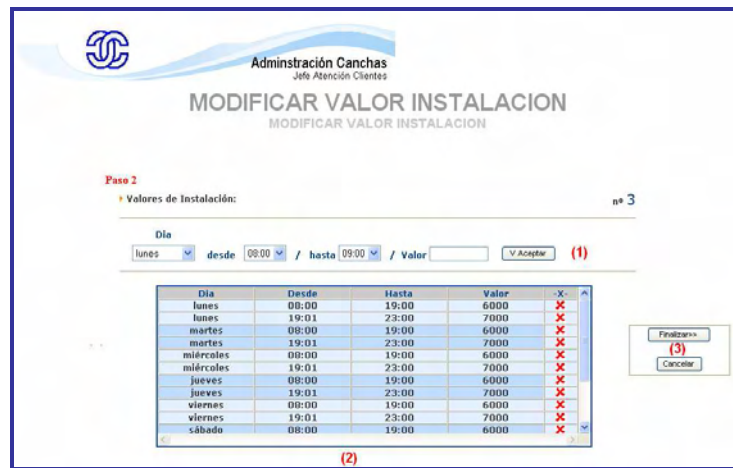 Adminstración Canchas
Jefe Atención Clientes
MODIFICAR VALOR INSTALACION
MODIFICAR VALOR INSTALACION
Paso 2
Valores de Instalación: nº 3
Dia
lunes desde 08:00 / hasta 09:00 / Valor V Aceptar (1)
Dia Desde Hasta Valor -X-
lunes 08:00 19:00 6000 X
lunes 19:01 23:00 7000 X
martes 08:00 19:00 6000 X
martes 19:01 23:00 7000 X
miércoles 08:00 19:00 6000 X
miércoles 19:01 23:00 7000 X
jueves 08:00 19:00 6000 X
jueves 19:01 23:00 7000 X
viernes 08:00 19:00 6000 X
viernes 19:01 23:00 7000 X
sábado 08:00 19:00 6000 X
Finalizar>>
(3)
Cancelar
(2)